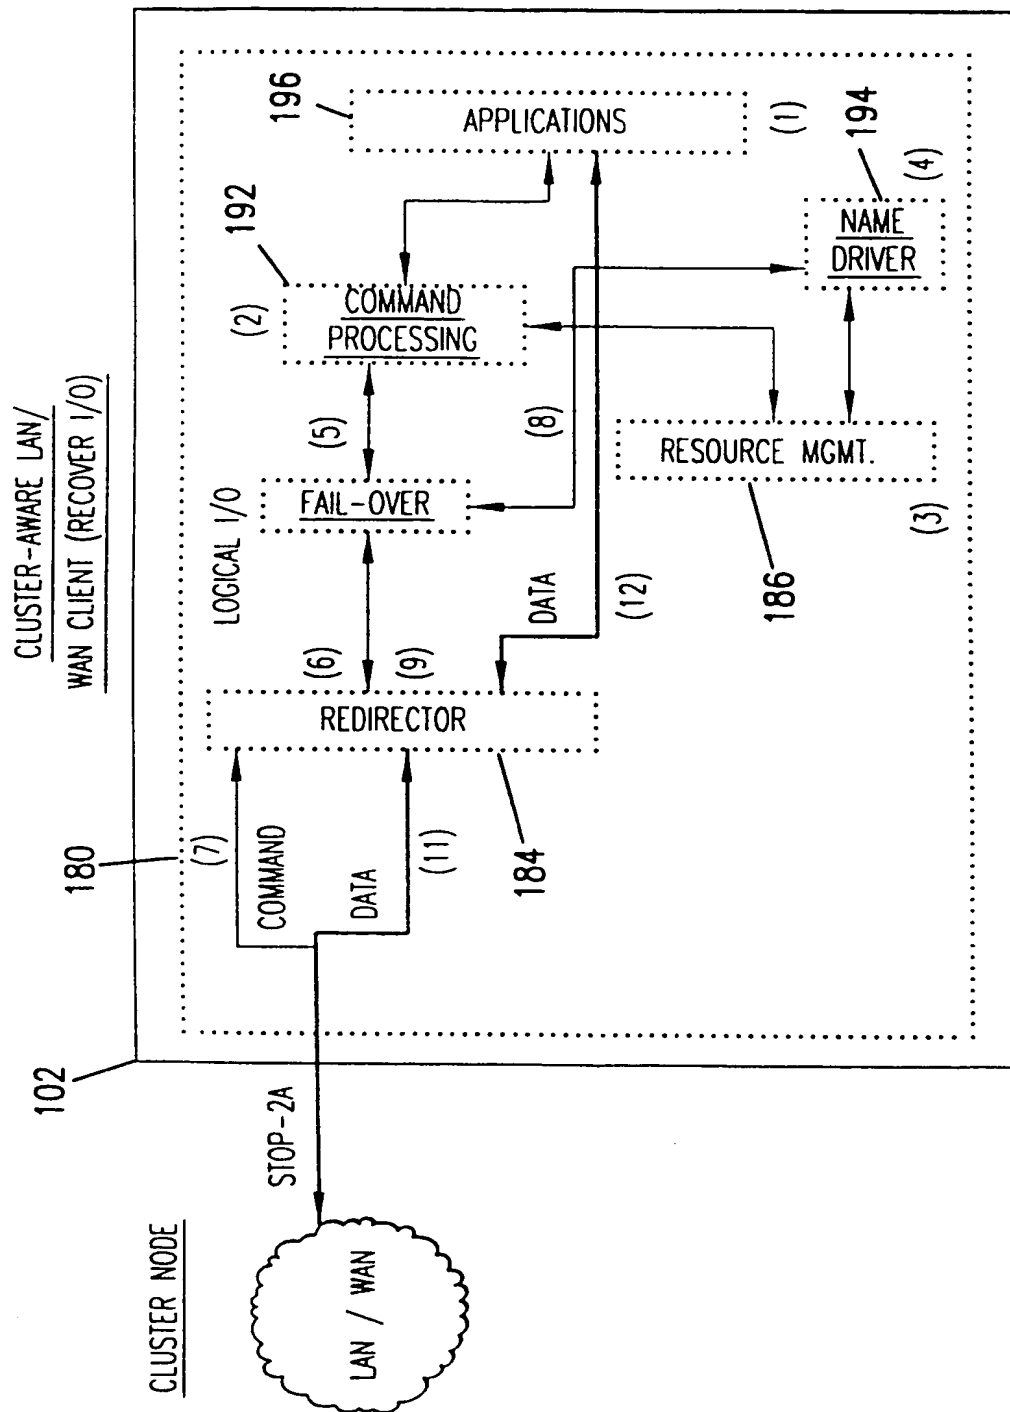 CLUSTER-AWARE LAN/
WAN CLIENT (RECOVER I/O)
CLUSTER NODE
LAN / WAN
STOP-2A
102
180
(7)
COMMAND
DATA
(11)
184
REDIRECTOR
(6)
(9)
LOGICAL I/O
FAIL-OVER
(5)
DATA
(12)
(8)
192
(2)
COMMAND
PROCESSING
196
APPLICATIONS
(1)
194
(4)
NAME
DRIVER
RESOURCE MGMT.
(3)
186